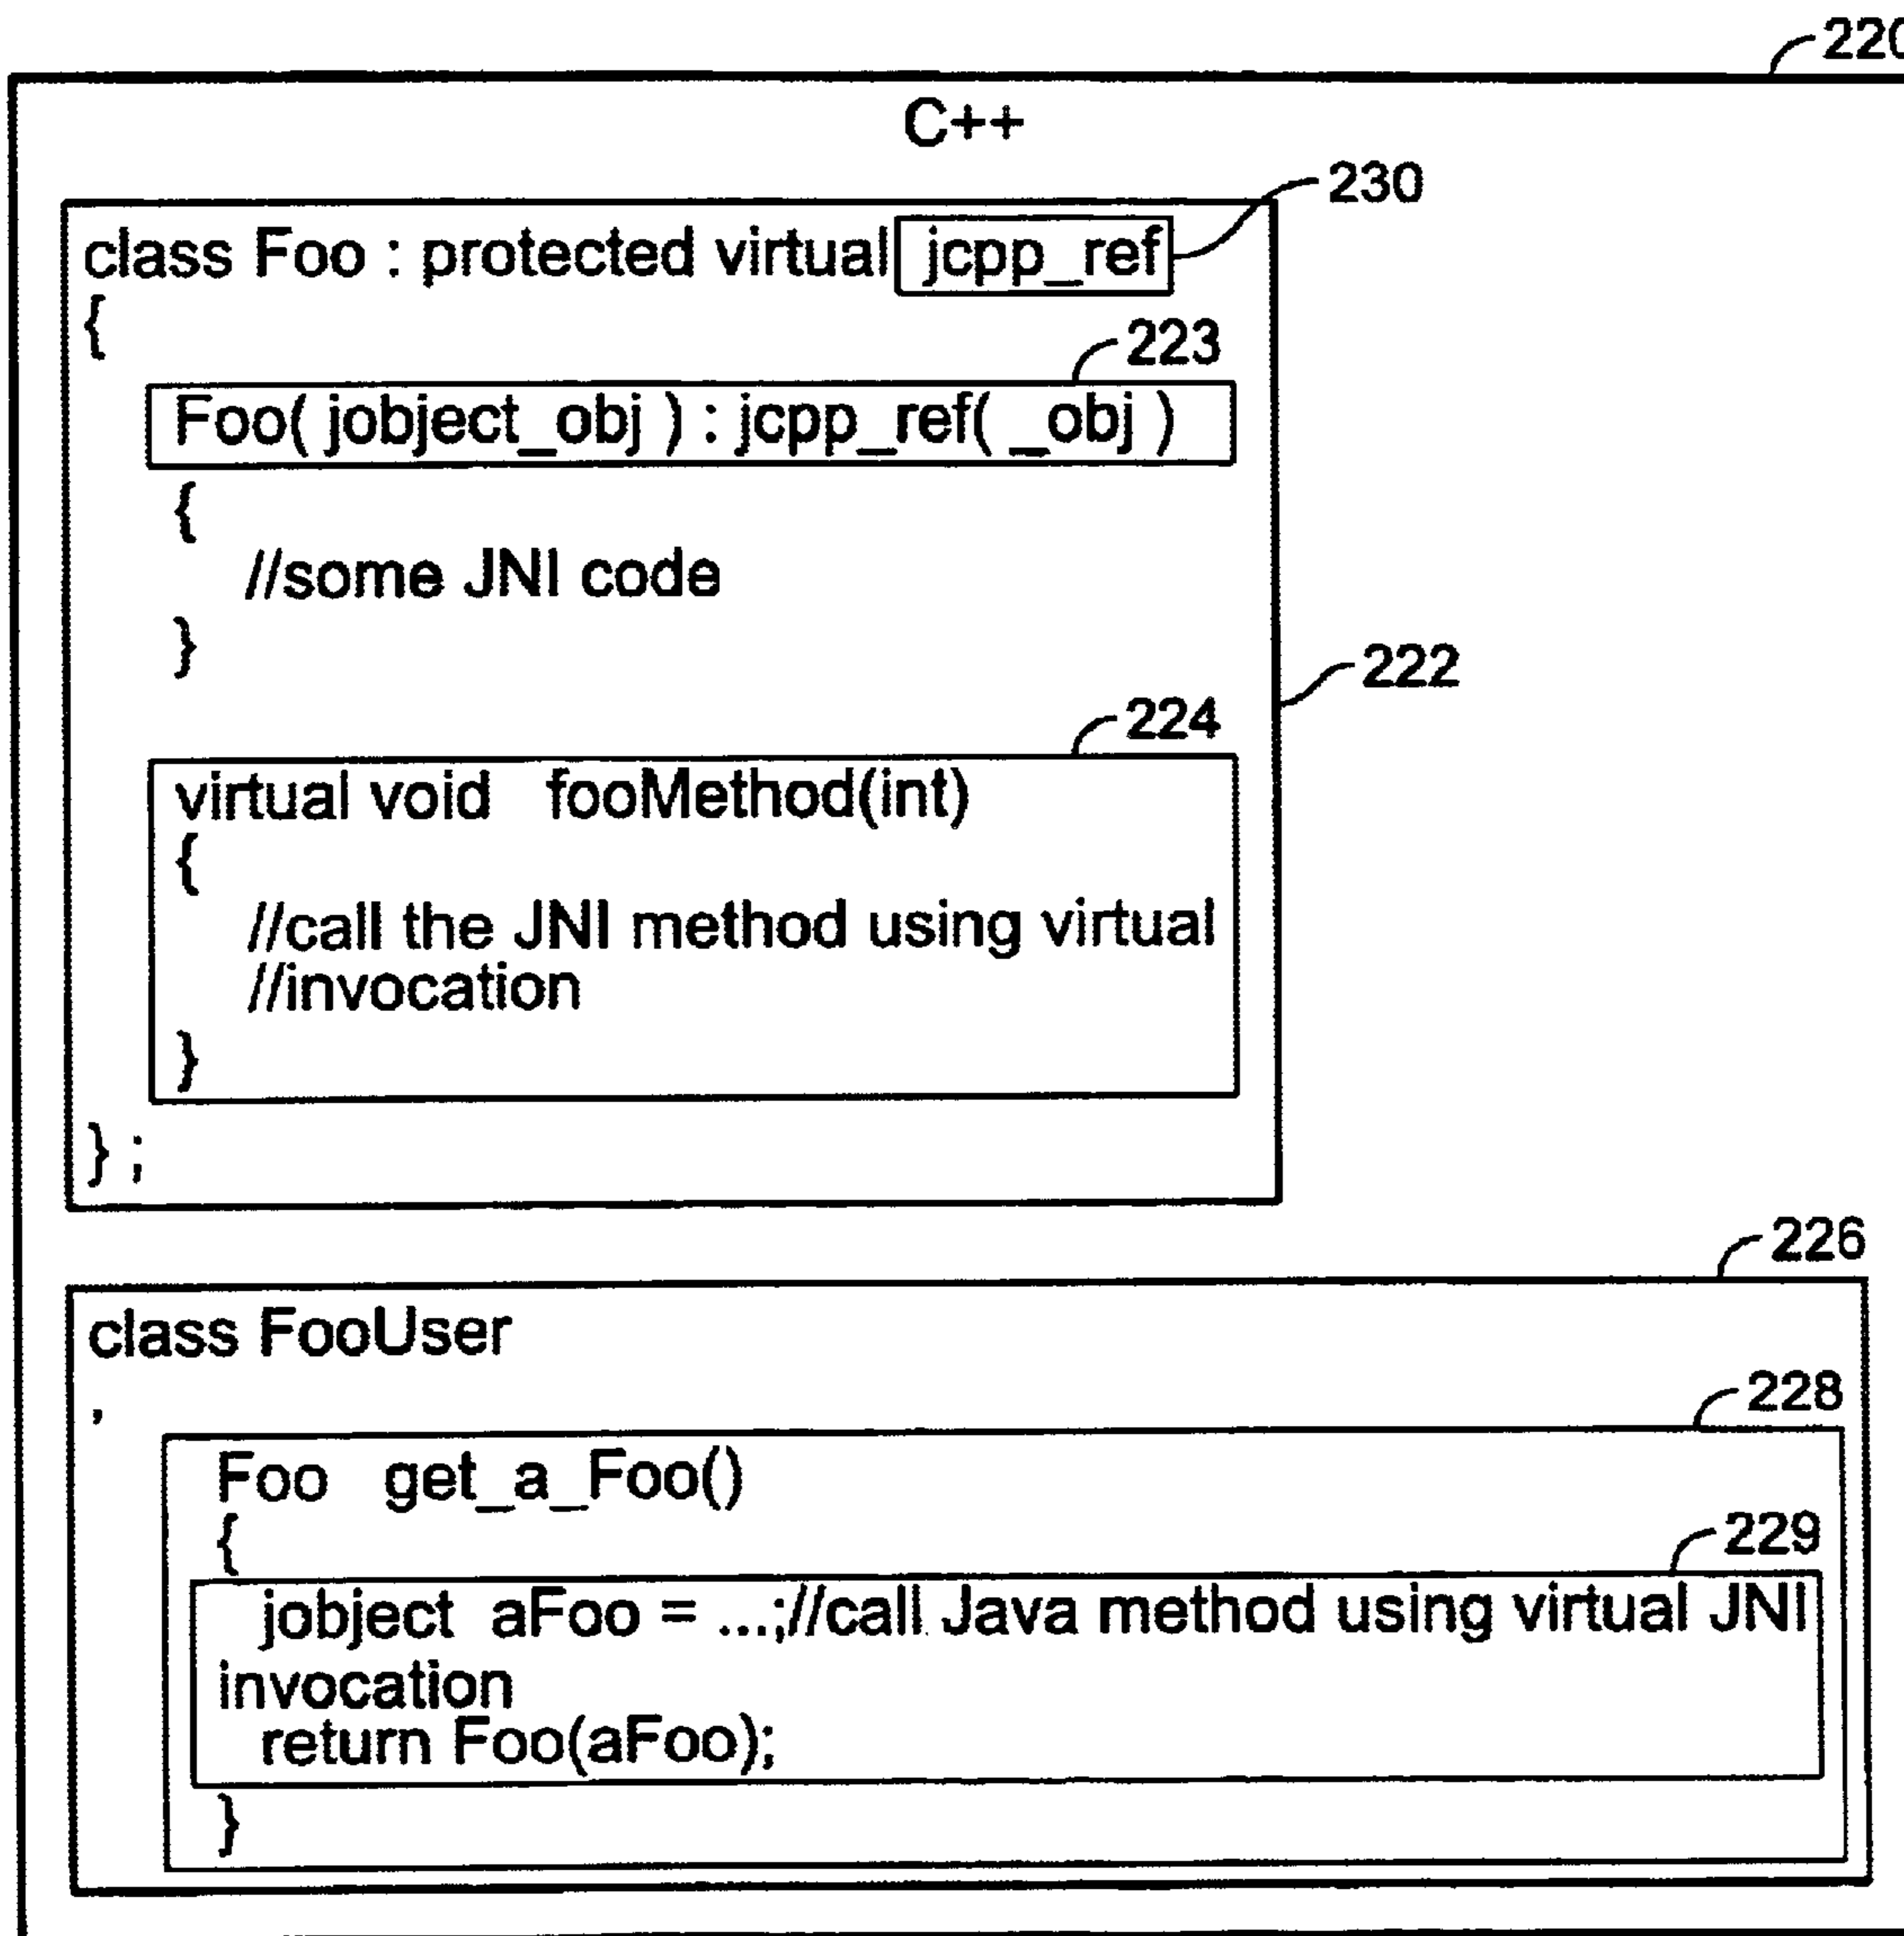 220
C++
230
class Foo : protected virtual jcpp_ref
{
223
Foo( jobject_obj ) : jcpp_ref( _obj )
{
//some JNI code
}
222
224
virtual void fooMethod(int)
{
//call the JNI method using virtual
//invocation
}
} ;
226
class FooUser
,
228
Foo get_a_Foo()
{
229
jobject aFoo = ...;//call Java method using virtual JNI
invocation
return Foo(aFoo);
}